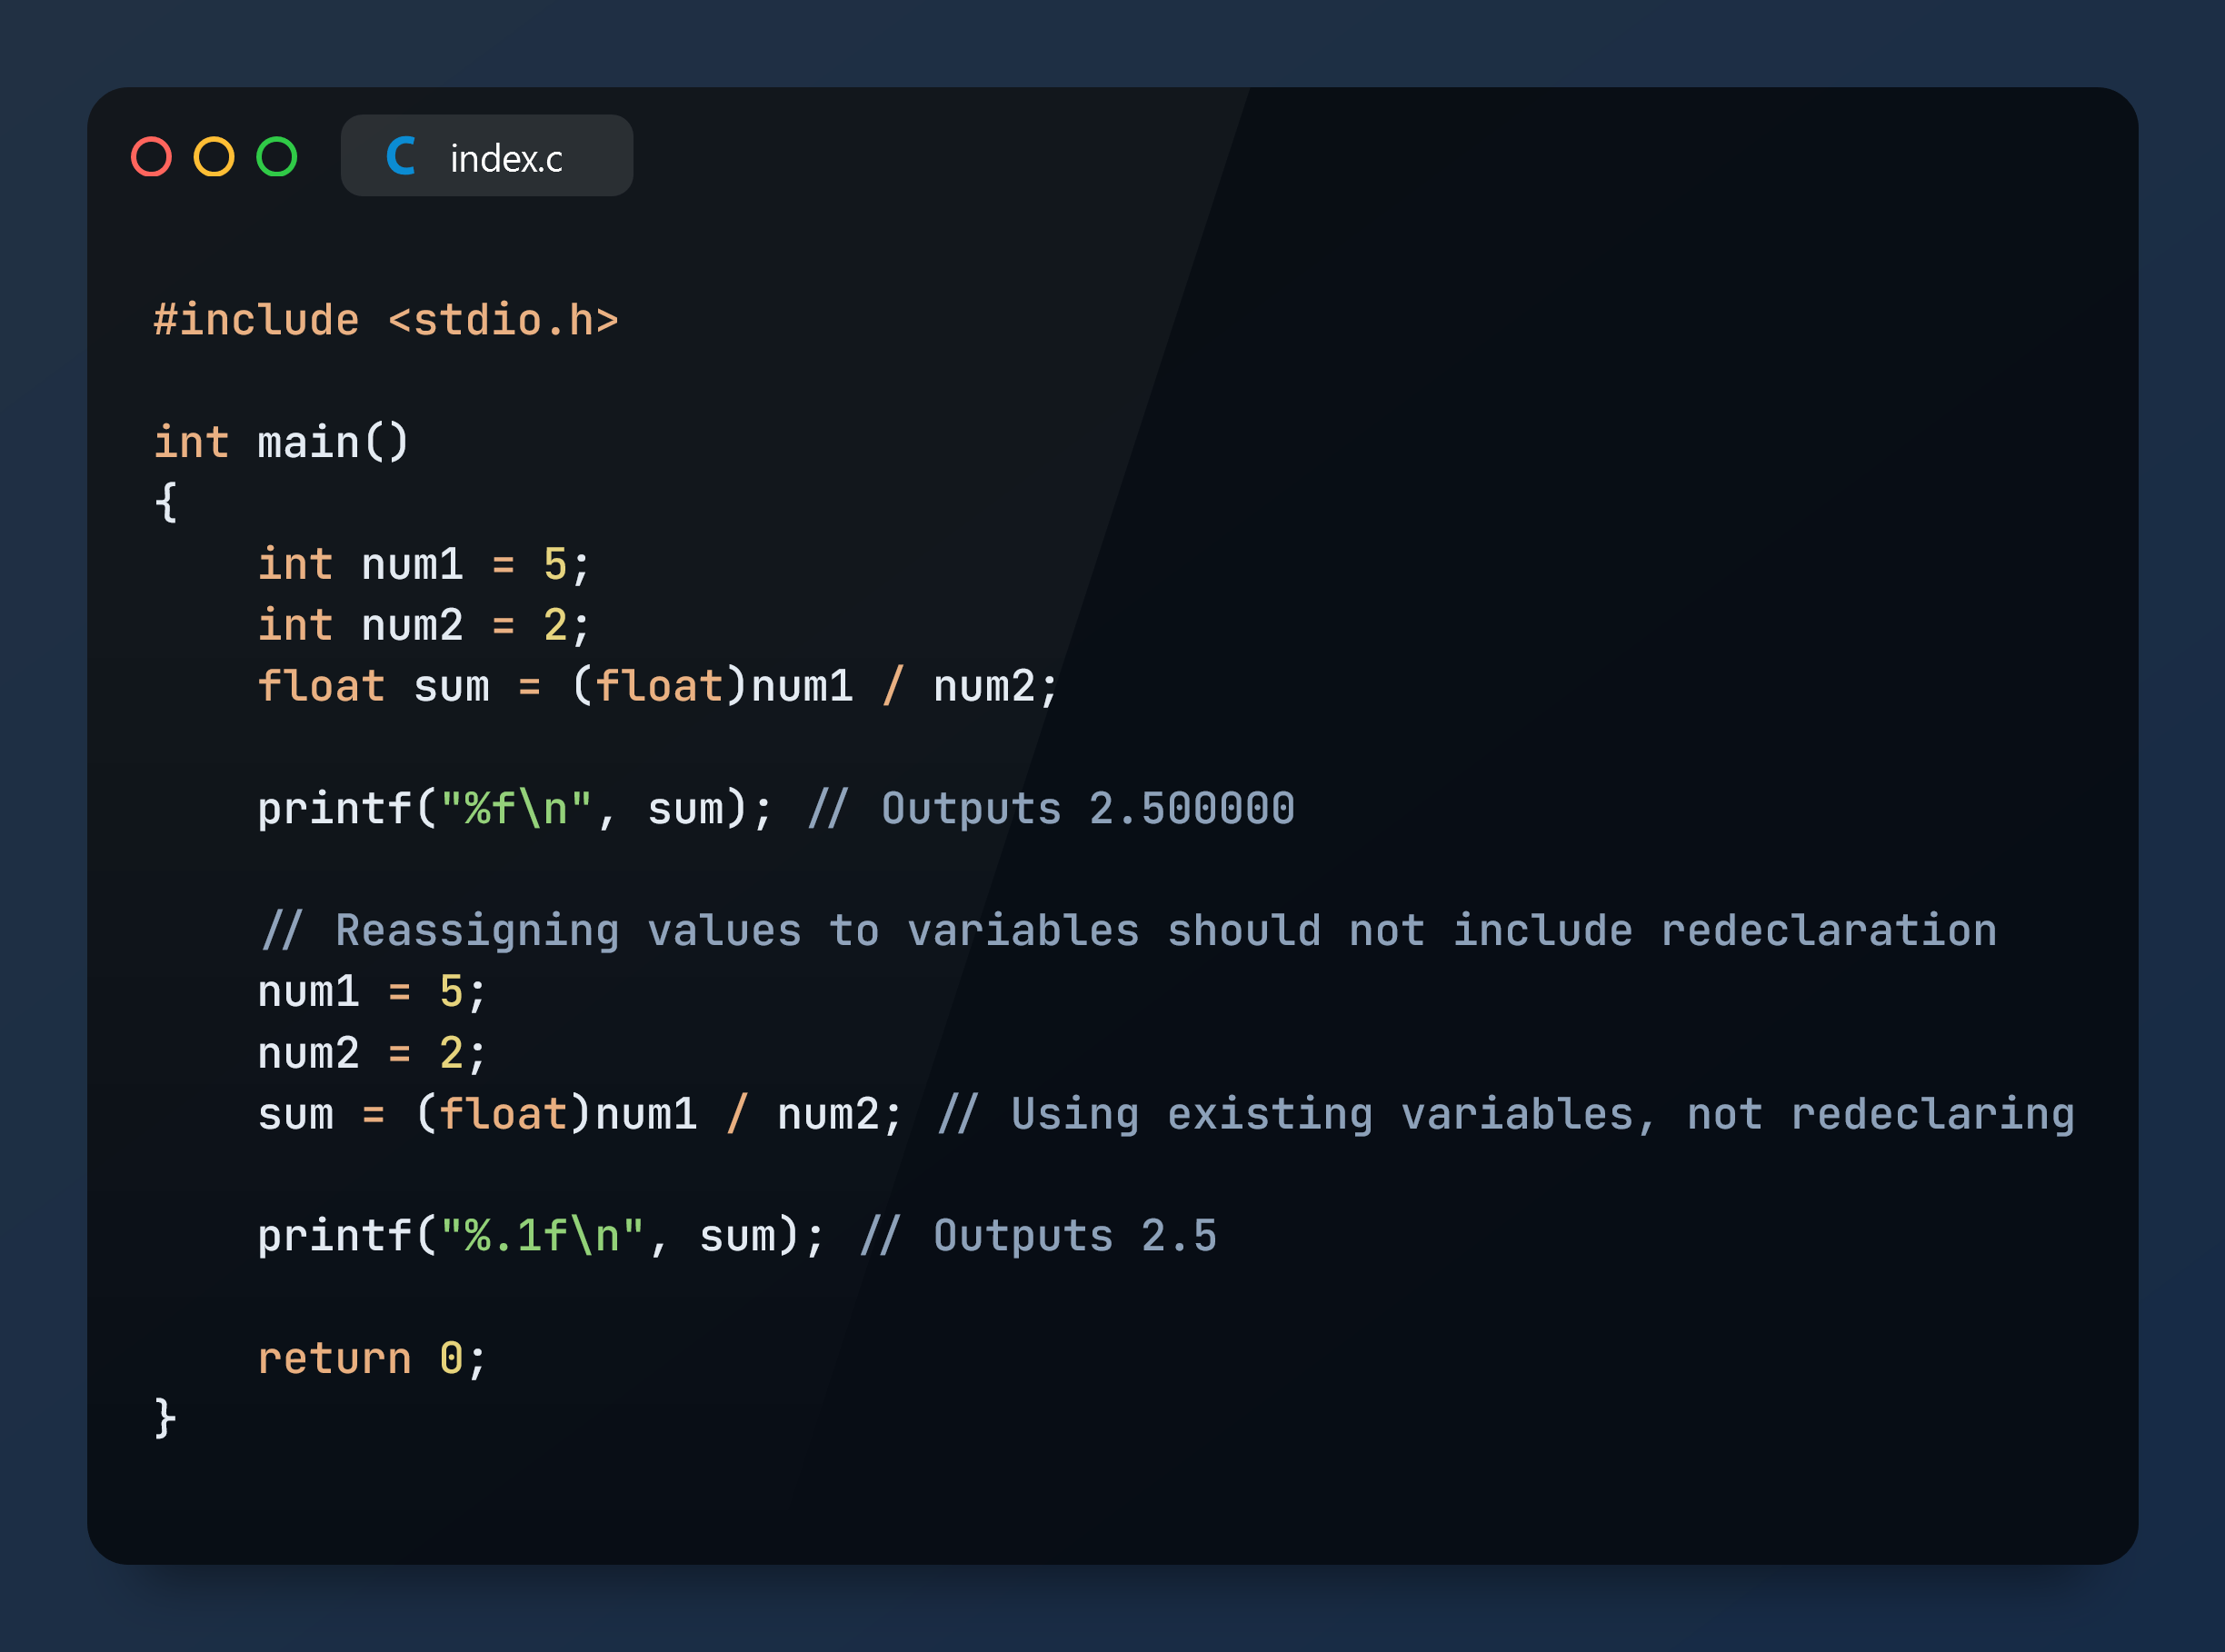 C index.c
#include <stdio.h>
int main()
{
    int num1 = 5;
    int num2 = 2;
    float sum = (float)num1 / num2;
    printf("%f\n", sum); // Outputs 2.500000
    // Reassigning values to variables should not include redeclaration
    num1 = 5;
    num2 = 2;
    sum = (float)num1 / num2; // Using existing variables, not redeclaring
    printf("%.1f\n", sum); // Outputs 2.5
    return 0;
}